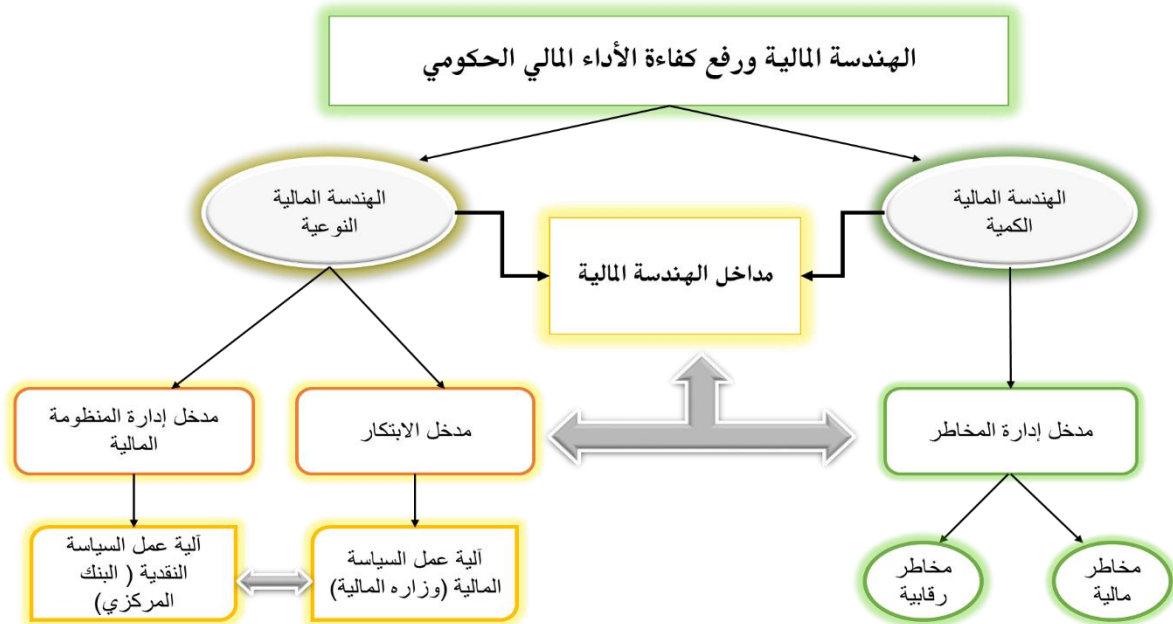 الهندسة المالية ورفع كفاءة الأداء المالي الحكومي
الهندسة المالية
الكمية
الهندسة المالية
النوعية
مداخل الهندسة المالية
مدخل إدارة المخاطر
مدخل الابتكار
مدخل إدارة المنظومة
المالية
مخاطر
مالية
مخاطر
رقابية
آلية عمل السياسة
المالية (وزاره المالية)
آلية عمل السياسة
النقدية ( البنك
المركزي)